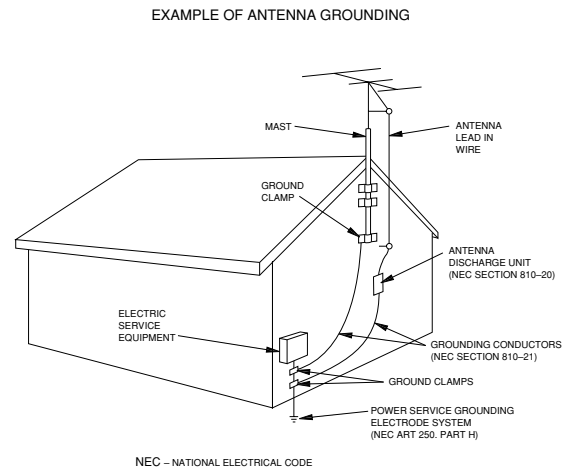 EXAMPLE OF ANTENNA GROUNDING
MAST
ANTENNA
LEAD IN
WIRE
GROUND
CLAMP
ANTENNA
DISCHARGE UNIT
(NEC SECTION 810–20)
ELECTRIC
SERVICE
EQUIPMENT
GROUNDING CONDUCTORS
(NEC SECTION 810–21)
GROUND CLAMPS
POWER SERVICE GROUNDING
ELECTRODE SYSTEM
(NEC ART 250. PART H)
NEC – NATIONAL ELECTRICAL CODE